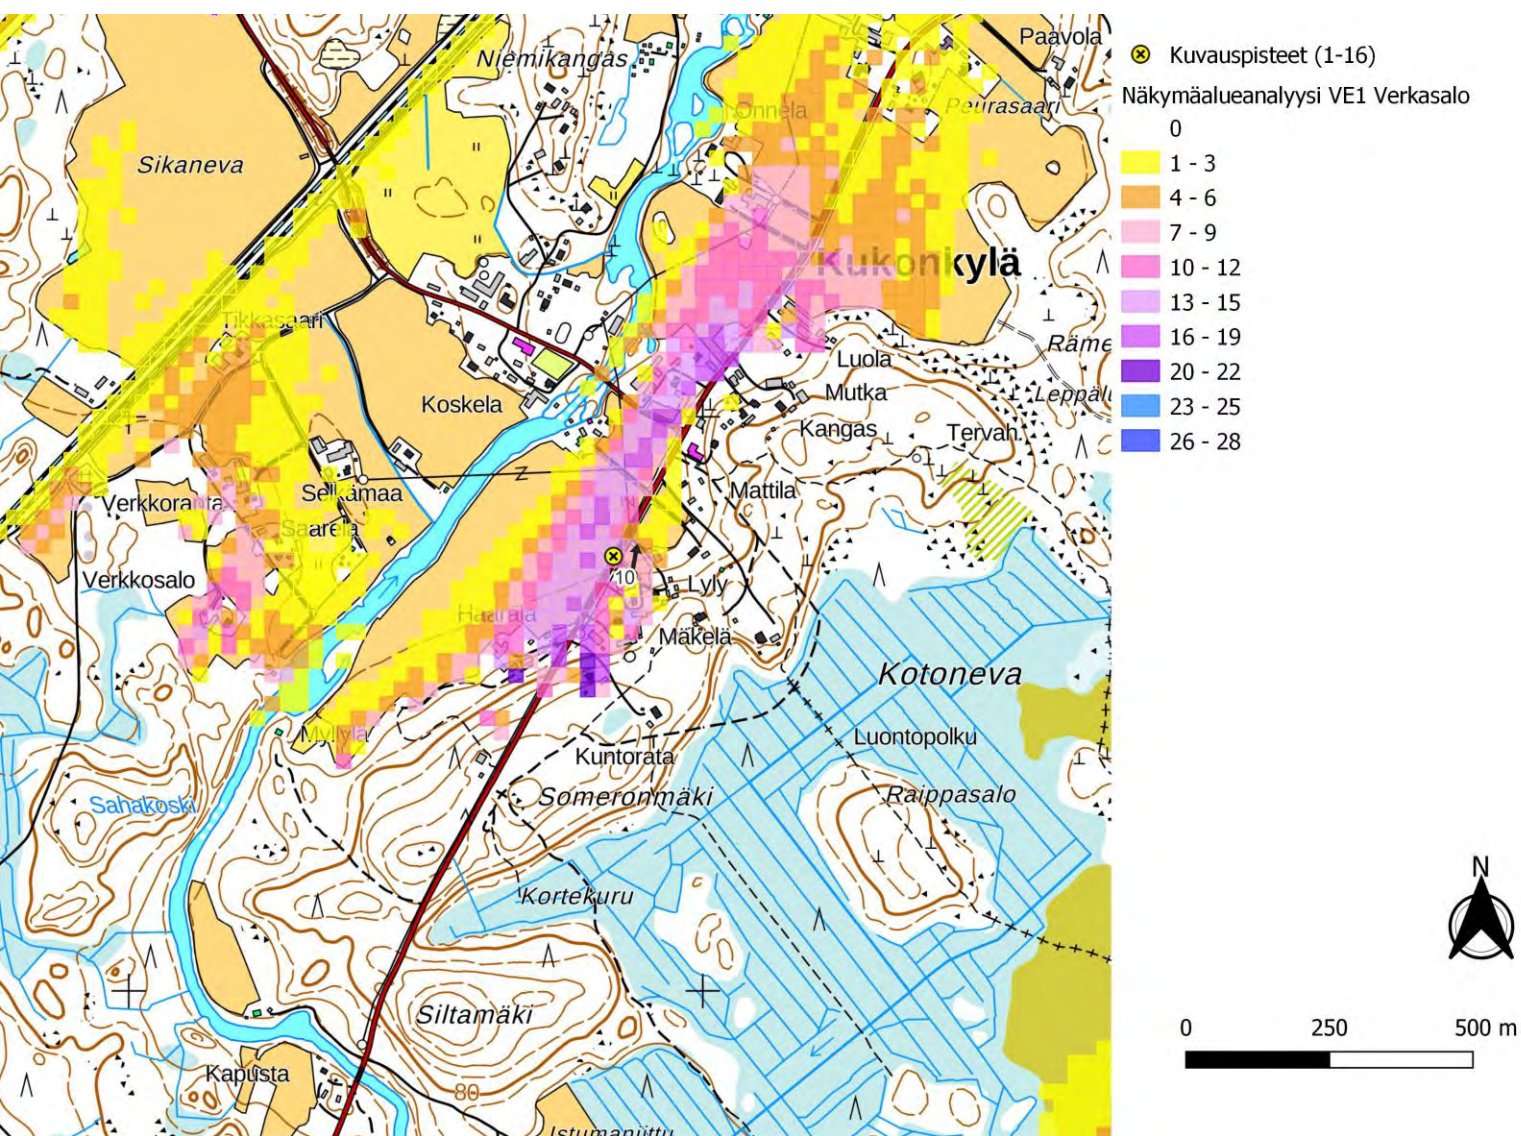 Paavola
Niemikangas
Onnela
Peurasaari
Sikaneva
Kukonkylä
Tikkasaari
Räme
Luola
Leppälu
Mutka
Koskela
Kangas
Tervah.
Selkämaa
Mattila
Verkkoranta
Saarela
Verkkosalo
10
Lyly
Haarala
Mäkelä
Kotoneva
Myllylä
Luontopolku
Kuntorata
Someronmäki
Raippasalo
Sahakoski
Kortekuru
Siltamäki
Kapusta
80
Istumaniittu
Kuvauspisteet (1-16)
Näkymäalueanalyysi VE1 Verkasalo
0
1 - 3
4 - 6
7 - 9
10 - 12
13 - 15
16 - 19
20 - 22
23 - 25
26 - 28
N
0 250 500 m